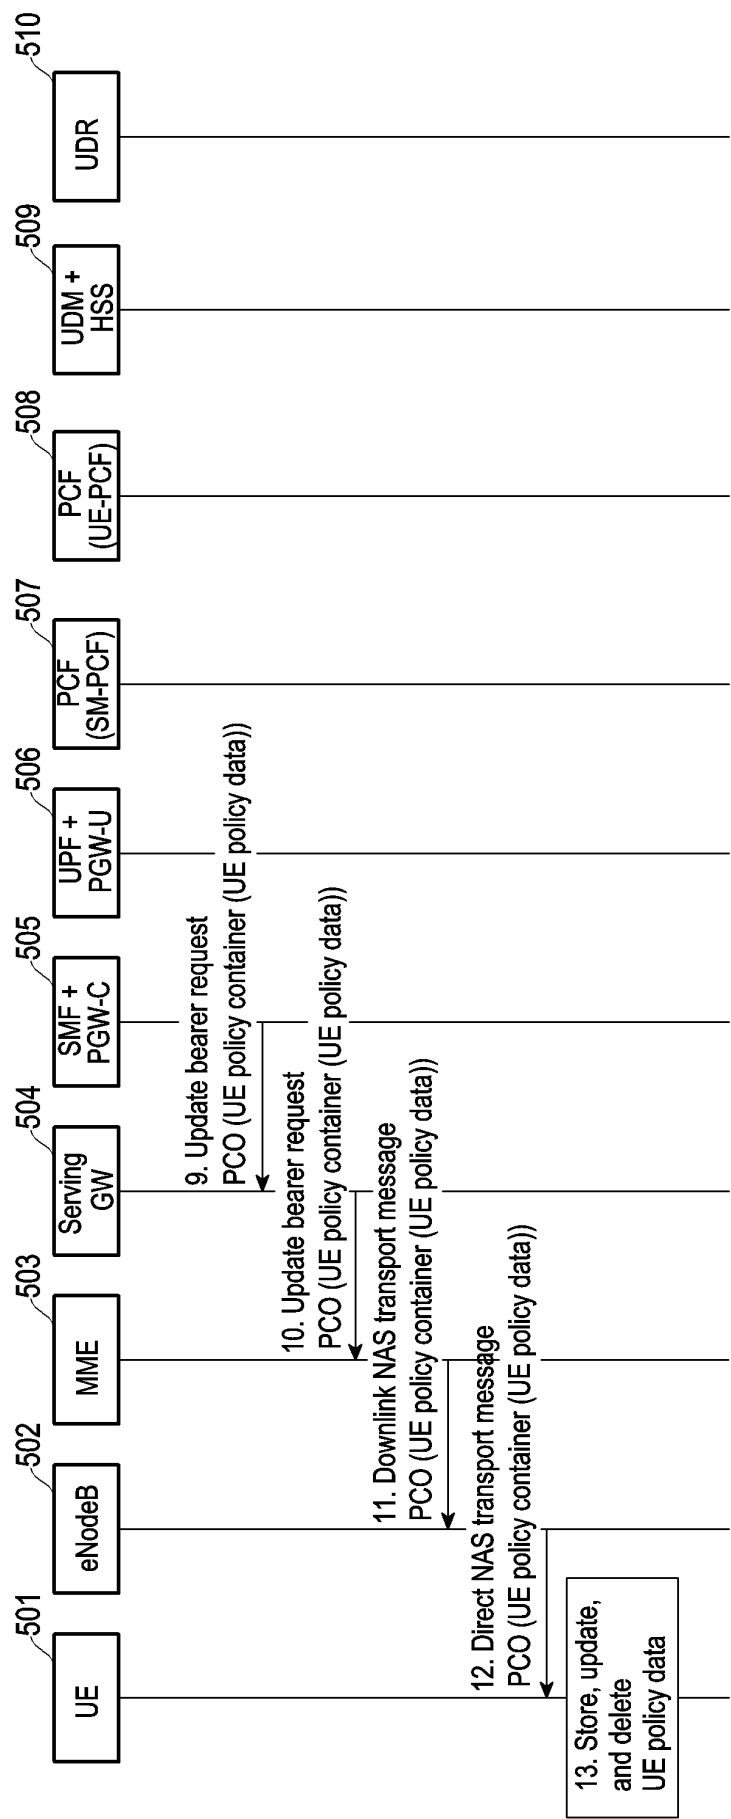 501
UE
502
eNodeB
503
MME
504
Serving
GW
505
SMF +
PGW-C
506
UPF +
PGW-U
507
PCF
(SM-PCF)
508
PCF
(UE-PCF)
509
UDM +
HSS
510
UDR
9. Update bearer request
PCO (UE policy container (UE policy data))
10. Update bearer request
PCO (UE policy container (UE policy data))
11. Downlink NAS transport message
PCO (UE policy container (UE policy data))
12. Direct NAS transport message
PCO (UE policy container (UE policy data))
13. Store, update,
and delete
UE policy data